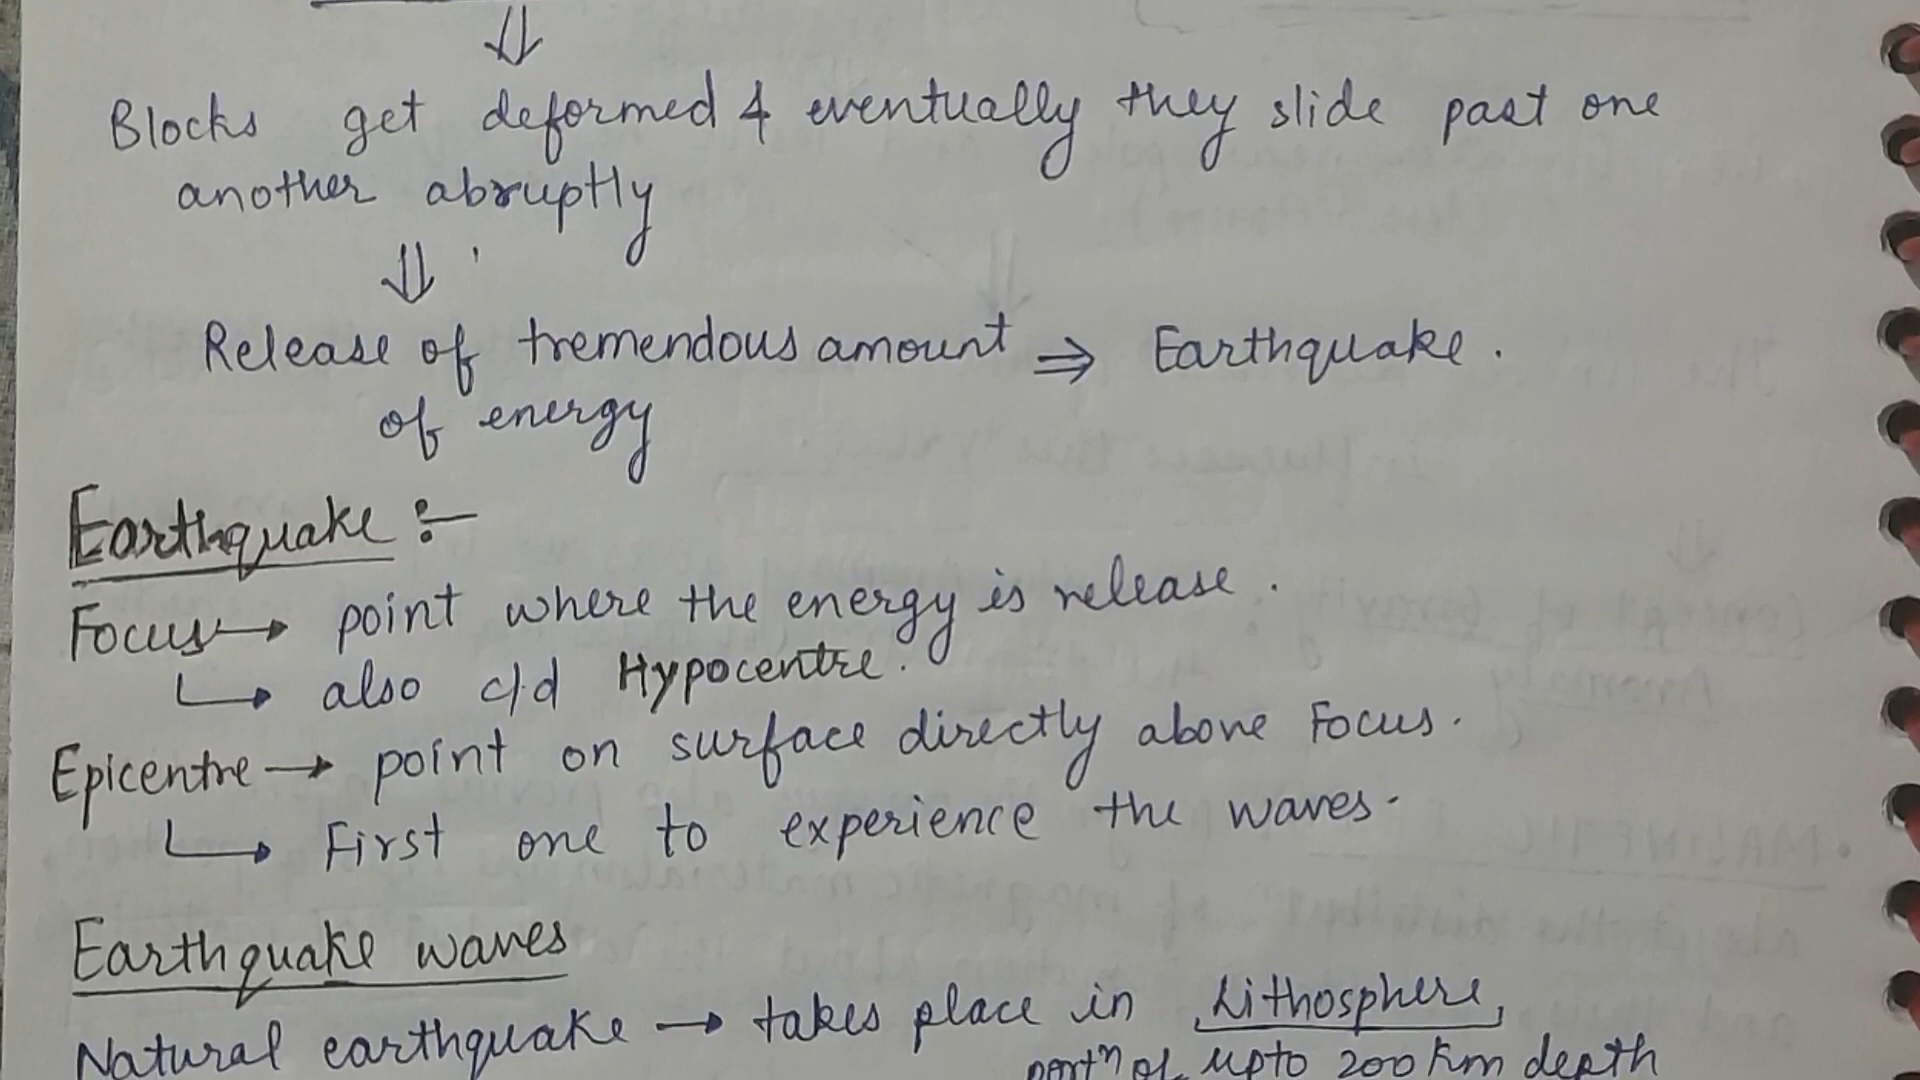 ⇓
Blocks get deformed & eventually they slide past one
another abruptly
⇓
Release of tremendous amount ⇒ Earthquake.
of energy
Earthquake :-
Focus → point where the energy is release.
↳ also c/d Hypocentre.
Epicentre → point on surface directly above Focus.
↳ First one to experience the waves.
Earthquake waves
Natural earthquake → takes place in Lithosphere,
portⁿ of upto 200 km depth